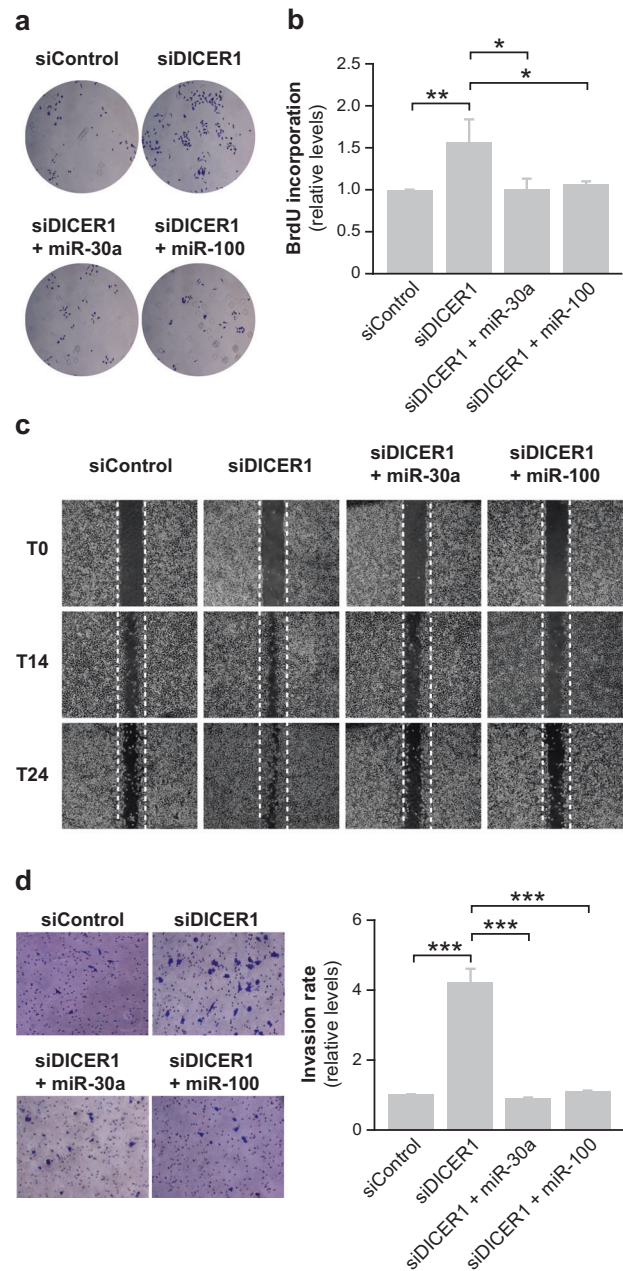 a
siControl
siDICER1
siDICER1
+ miR-30a
siDICER1
+ miR-100
b
BrdU incorporation
(relative levels)
2.5
2.0
1.5
1.0
0.5
0
**
*
*
siControl
siDICER1
siDICER1 + miR-30a
siDICER1 + miR-100
c
siControl
siDICER1
siDICER1
+ miR-30a
siDICER1
+ miR-100
T0
T14
T24
d
siControl
siDICER1
siDICER1
+ miR-30a
siDICER1
+ miR-100
Invasion rate
(relative levels)
6
4
2
0
***
***
***
siControl
siDICER1
siDICER1 + miR-30a
siDICER1 + miR-100